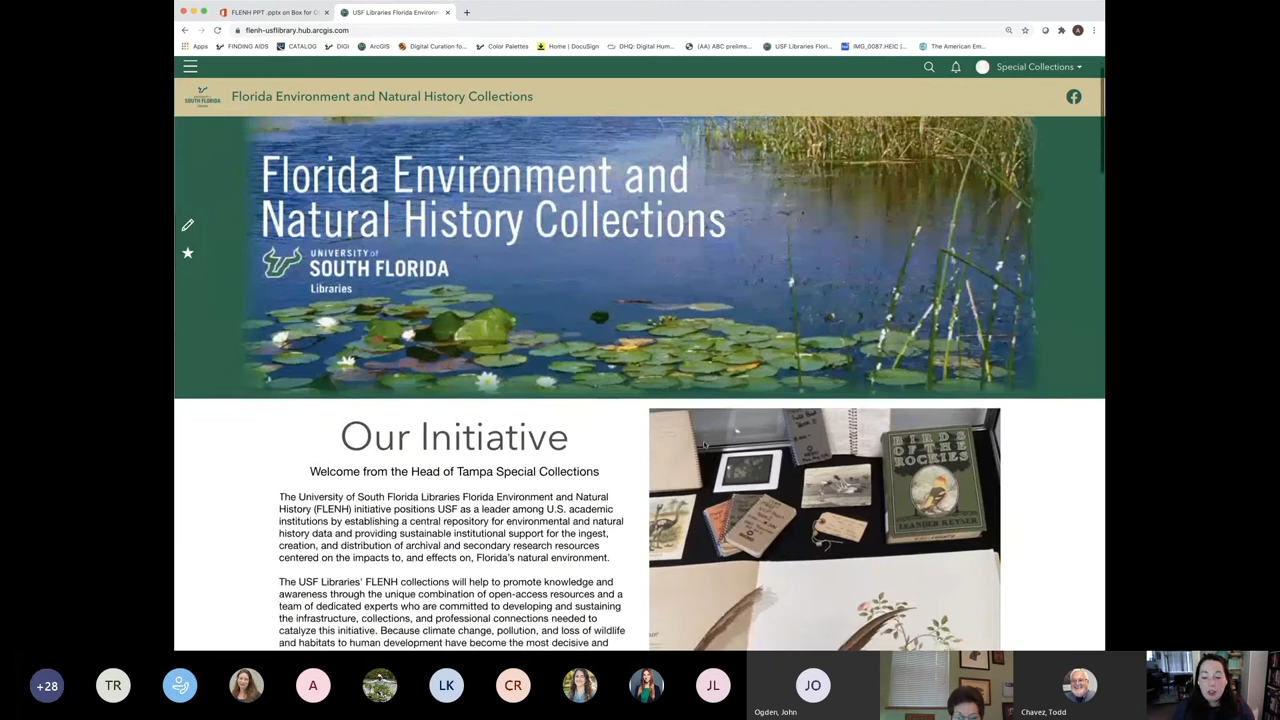 FLENH PPT .pptx on Box for O
USF Libraries Florida Environm
flenh-usflibrary.hub.arcgis.com
Apps
FINDING AIDS
CATALOG
DIGI
ArcGIS
Digital Curation fo...
Color Palettes
Home | DocuSign
DHQ: Digital Hum...
(AA) ABC prelims...
USF Libraries Flori...
IMG_0087.HEIC |...
The American Em...
Special Collections
UNIVERSITY of
SOUTH FLORIDA
Libraries
Florida Environment and Natural History Collections
Florida Environment and
Natural History Collections
UNIVERSITY of
SOUTH FLORIDA
Libraries
Our Initiative
Welcome from the Head of Tampa Special Collections
The University of South Florida Libraries Florida Environment and Natural
History (FLENH) initiative positions USF as a leader among U.S. academic
institutions by establishing a central repository for environmental and natural
history data and providing sustainable institutional support for the ingest,
creation, and distribution of archival and secondary research resources
centered on the impacts to, and effects on, Florida's natural environment.
The USF Libraries' FLENH collections will help to promote knowledge and
awareness through the unique combination of open-access resources and a
team of dedicated experts who are committed to developing and sustaining
the infrastructure, collections, and professional connections needed to
catalyze this initiative. Because climate change, pollution, and loss of wildlife
and habitats to human development have become the most decisive and
BIRDS
OF THE
ROCKIES
LEANDER KEYSER
+28
TR
A
LK
CR
JL
JO
Ogden, John
Chavez, Todd